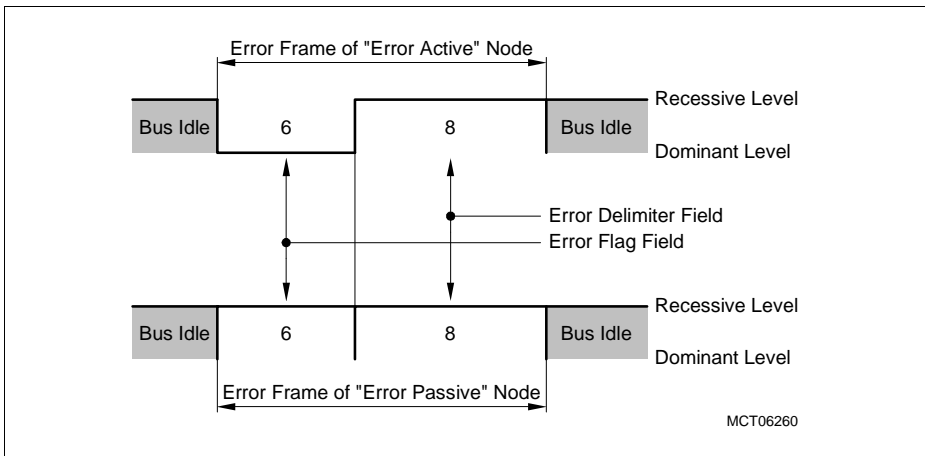 Error Frame of "Error Active" Node
Recessive Level
Bus Idle 6 8 Bus Idle
Dominant Level
Error Delimiter Field
Error Flag Field
Recessive Level
Bus Idle 6 8 Bus Idle
Dominant Level
Error Frame of "Error Passive" Node
MCT06260